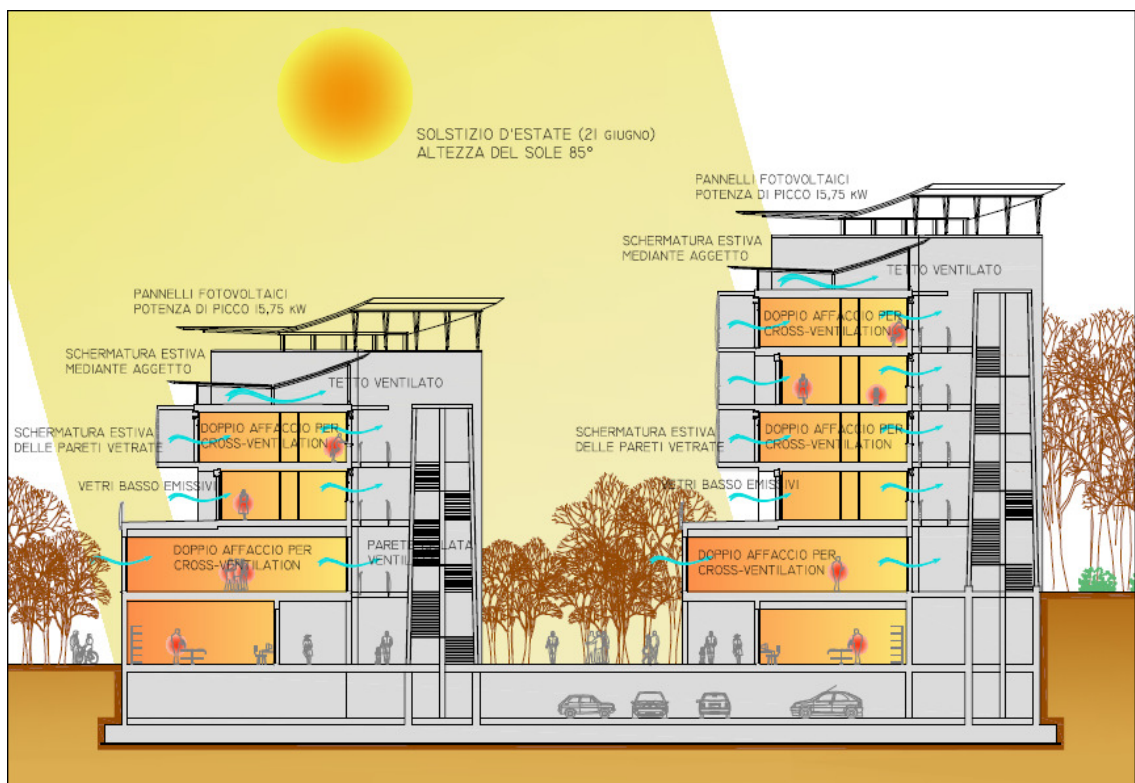 SOLSTIZIO D'ESTATE (21 GIUGNO)
ALTEZZA DEL SOLE 85°
PANNELLI FOTOVOLTAICI
POTENZA DI PICCO 15,75 KW
SCHERMATURA ESTIVA
MEDIANTE AGGETTO
TETTO VENTILATO
DOPPIO AFFACCIO PER
CROSS-VENTILATION
SCHERMATURA ESTIVA
DELLE PARETI VETRATE
VETRI BASSO EMISSIVI
DOPPIO AFFACCIO PER
CROSS-VENTILATION
PARETE
PANNELLI FOTOVOLTAICI
POTENZA DI PICCO 15,75 KW
SCHERMATURA ESTIVA
MEDIANTE AGGETTO
TETTO VENTILATO
DOPPIO AFFACCIO PER
CROSS-VENTILATION
DOPPIO AFFACCIO PER
CROSS-VENTILATION
SCHERMATURA ESTIVA
DELLE PARETI VETRATE
VETRI BASSO EMISSIVI
DOPPIO AFFACCIO PER
CROSS-VENTILATION